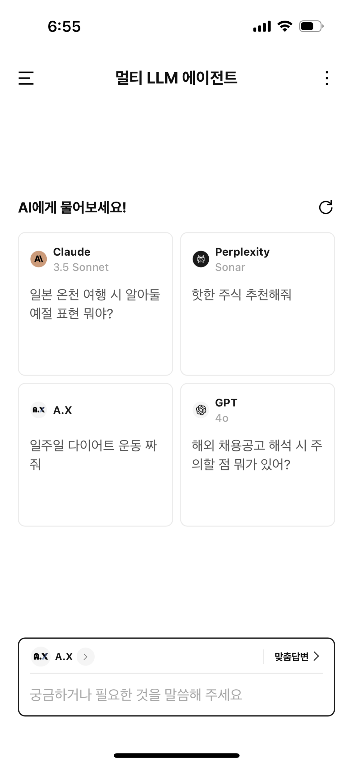 6:55
멀티 LLM 에이전트
AI에게 물어보세요!
Claude
3.5 Sonnet
일본 온천 여행 시 알아둘
예절 표현 뭐야?
Perplexity
Sonar
핫한 주식 추천해줘
A.X
A.X
일주일 다이어트 운동 짜
줘
GPT
4o
해외 채용공고 해석 시 주
의할 점 뭐가 있어?
A.X
A.X
맞춤답변
궁금하거나 필요한 것을 말씀해 주세요